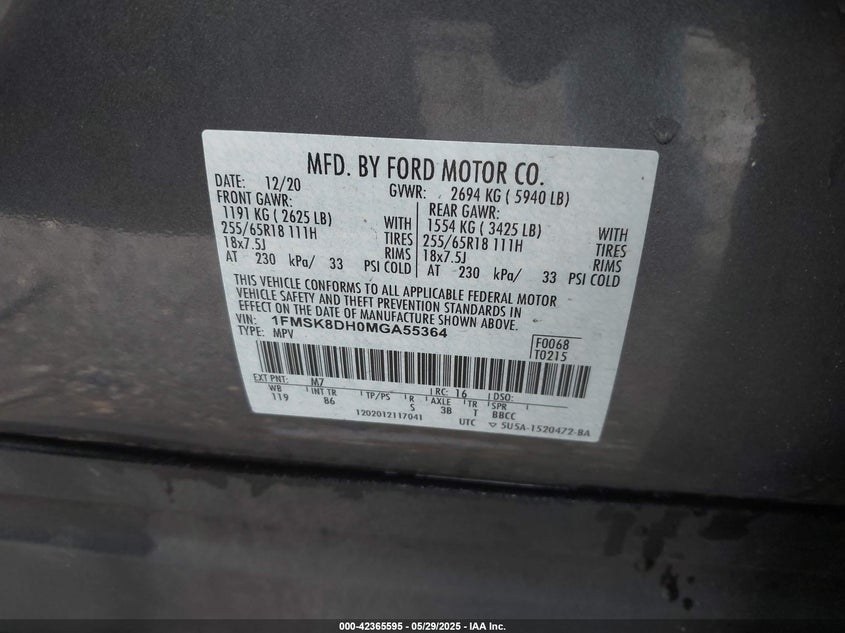 MFD. BY FORD MOTOR CO.
DATE: 12/20 GVWR: 2694 KG ( 5940 LB)
FRONT GAWR: REAR GAWR:
1191 KG ( 2625 LB) WITH 1554 KG ( 3425 LB) WITH
255/65R18 111H TIRES 255/65R18 111H TIRES
18x7.5J RIMS 18x7.5J RIMS
AT 230 kPa/ 33 PSI COLD AT 230 kPa/ 33 PSI COLD
THIS VEHICLE CONFORMS TO ALL APPLICABLE FEDERAL MOTOR
VEHICLE SAFETY AND THEFT PREVENTION STANDARDS IN
EFFECT ON THE DATE OF MANUFACTURE SHOWN ABOVE.
VIN: 1FMSK8DH0MGA55364
TYPE: MPV
F0068
T0215
EXT PNT: M7 RC: 16 DSO:
WB INT TR TP/PS R AXLE TR SPR
119 86 S 3B T BBCC
1202012117041 UTC ▽ 5U5A-1520472-BA
000-42365595 - 05/29/2025 - IAA Inc.